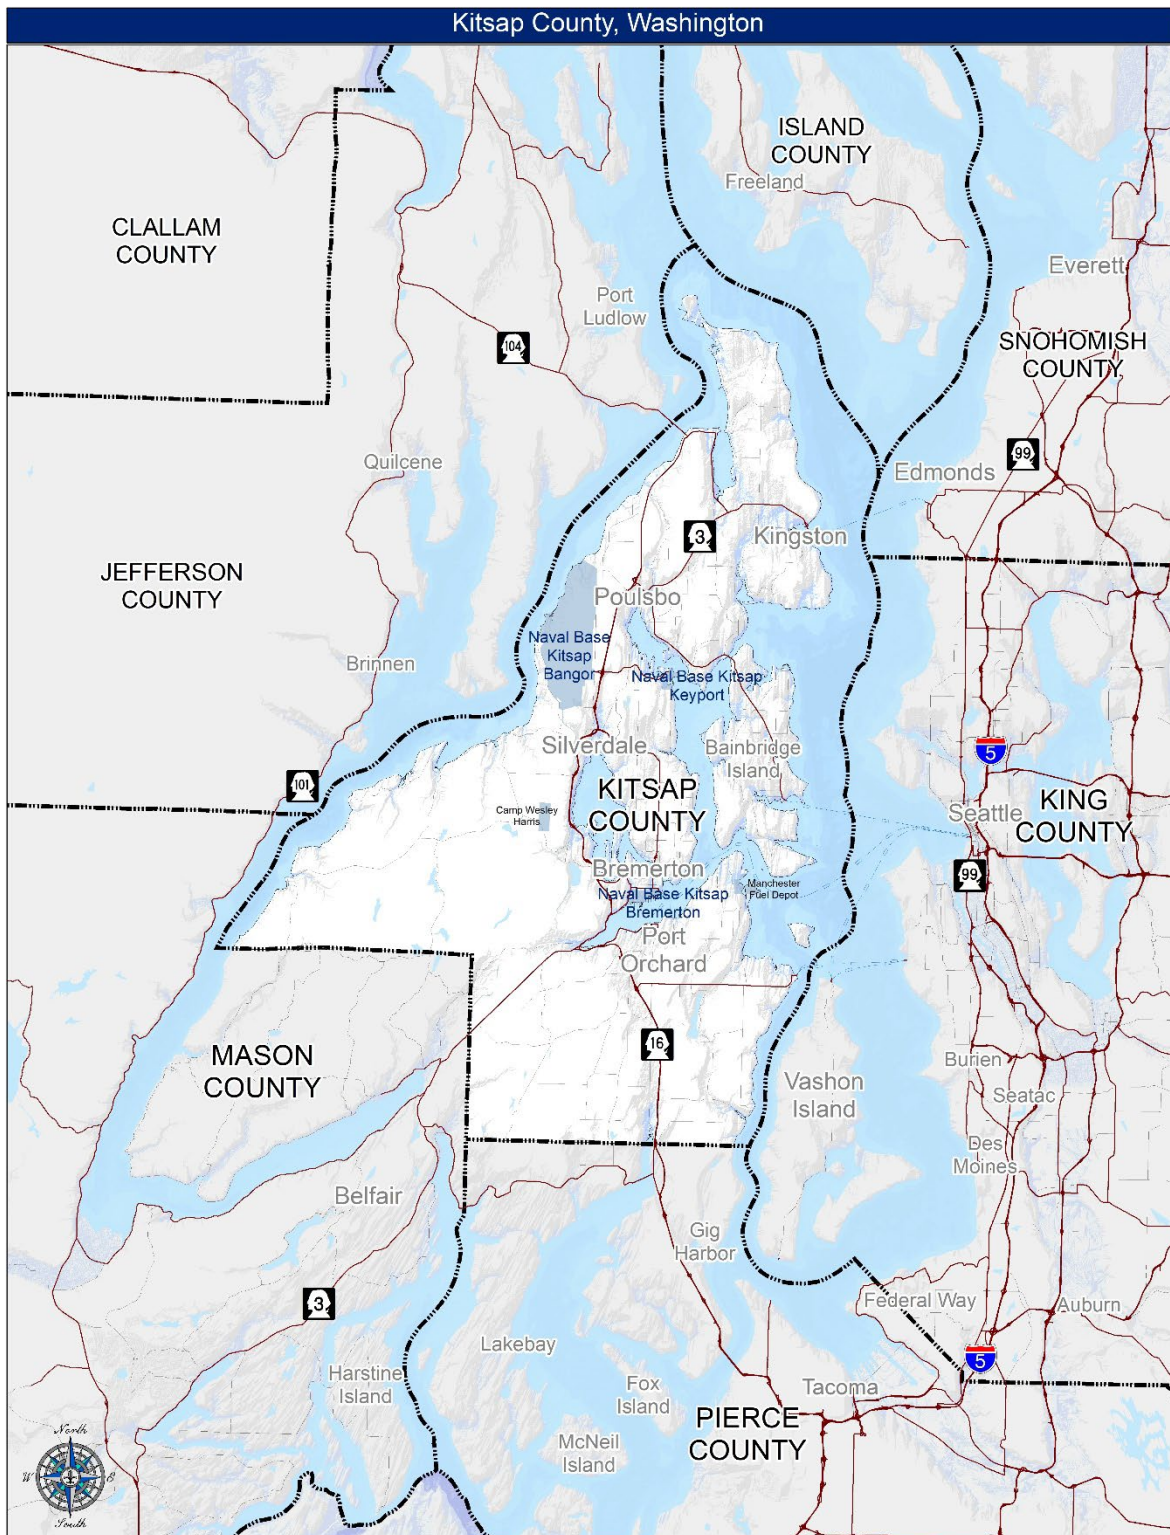 Kitsap County, Washington
ISLAND
COUNTY
Freeland
CLALLAM
COUNTY
Everett
Port
Ludlow
SNOHOMISH
COUNTY
104
99
Quilcene
Edmonds
3
Kingston
JEFFERSON
COUNTY
Poulsbo
Naval Base
Kitsap
Bangor
Naval Base Kitsap
Keyport
Brinnen
Silverdale
Bainbridge
Island
5
101
KITSAP
COUNTY
Camp Wesley
Harris
Seattle
KING
COUNTY
Bremerton
99
Naval Base Kitsap
Bremerton
Manchester
Fuel Depot
Port
Orchard
MASON
COUNTY
16
Burien
Vashon
Island
Seatac
Des
Moines
Belfair
Gig
Harbor
3
Federal Way
Auburn
Lakebay
5
Harstine
Island
Fox
Island
Tacoma
PIERCE
COUNTY
McNeil
Island
North
W
E
South